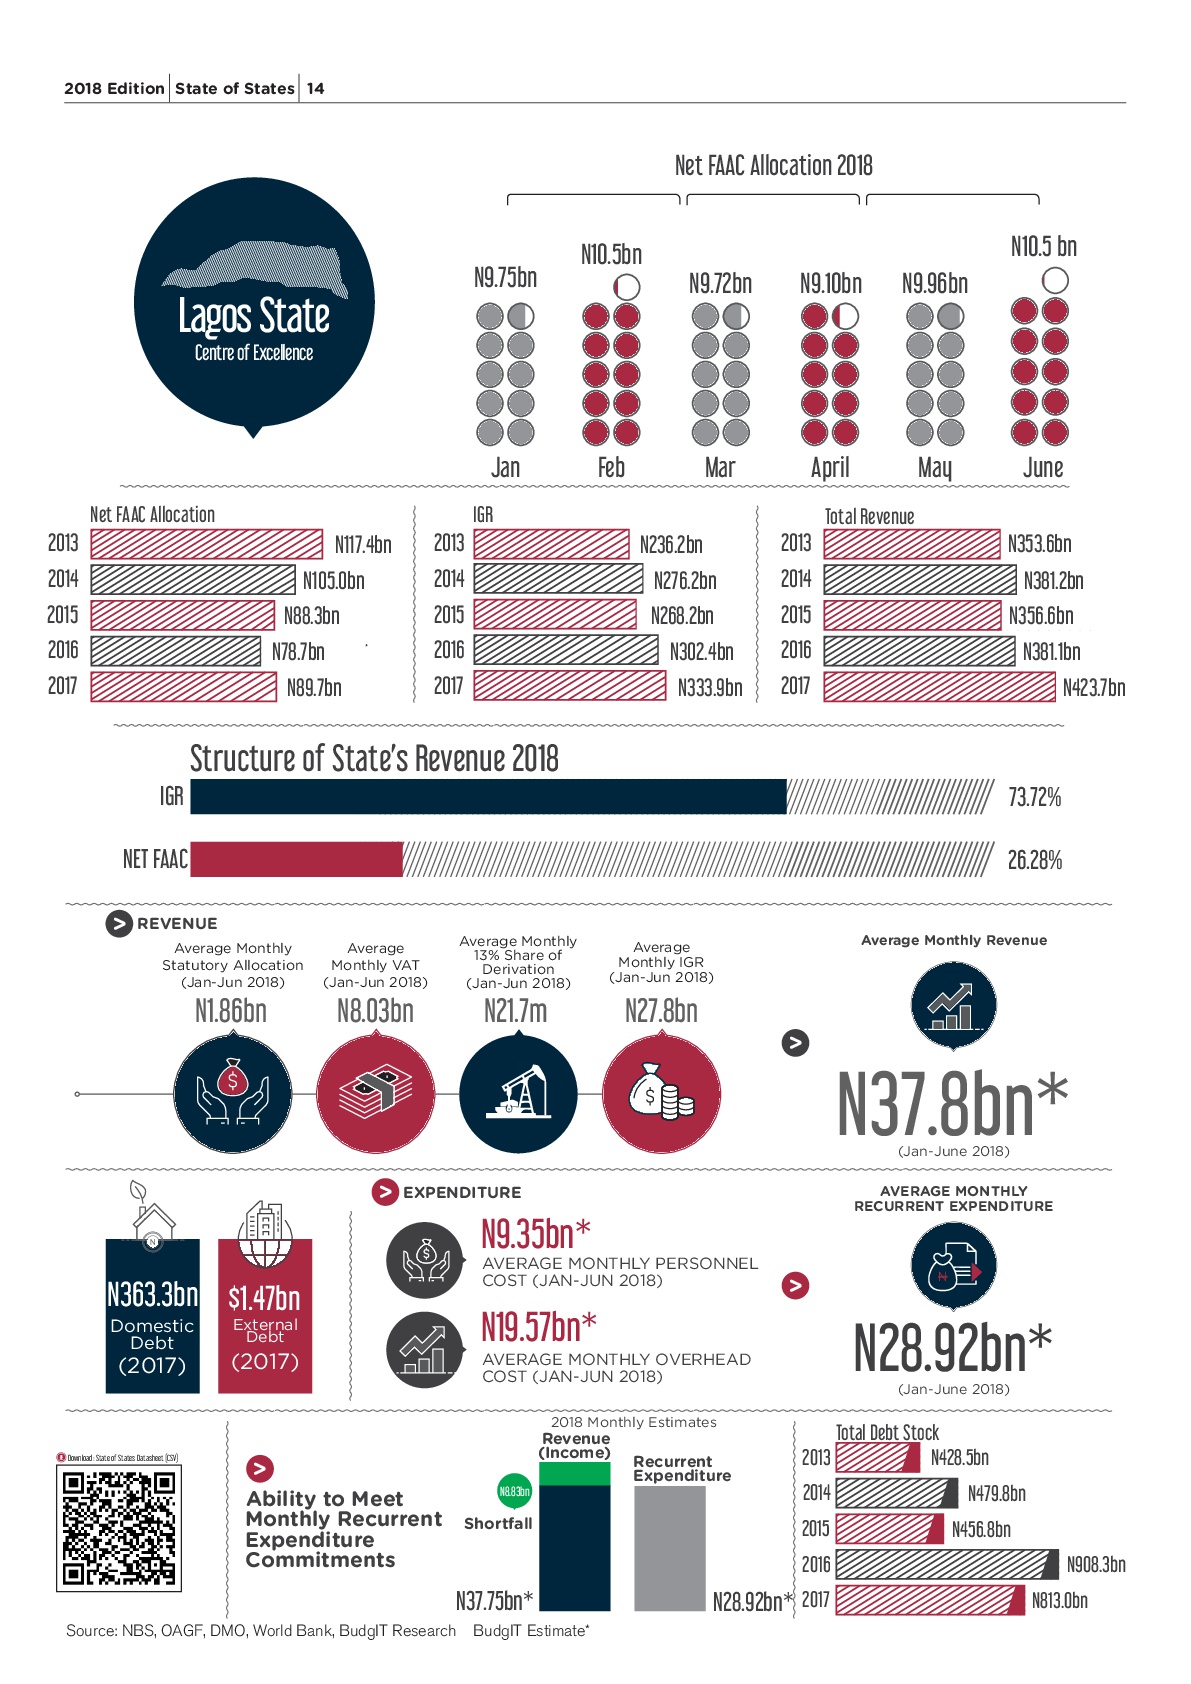 2018 Edition State of States 14
Net FAAC Allocation 2018
Lagos State
Centre of Excellence
N9.75bn
N10.5bn
N9.72bn
N9.10bn
N9.96bn
N10.5 bn
Jan Feb Mar April May June
Net FAAC Allocation
2013 N117.4bn
2014 N105.0bn
2015 N88.3bn
2016 N78.7bn
2017 N89.7bn
IGR
2013 N236.2bn
2014 N276.2bn
2015 N268.2bn
2016 N302.4bn
2017 N333.9bn
Total Revenue
2013 N353.6bn
2014 N381.2bn
2015 N356.6bn
2016 N381.1bn
2017 N423.7bn
Structure of State's Revenue 2018
IGR 73.72%
NET FAAC 26.28%
> REVENUE
Average Monthly
Statutory Allocation
(Jan-Jun 2018)
N1.86bn
Average
Monthly VAT
(Jan-Jun 2018)
N8.03bn
Average Monthly
13% Share of
Derivation
(Jan-Jun 2018)
N21.7m
Average
Monthly IGR
(Jan-Jun 2018)
N27.8bn
$
$
>
Average Monthly Revenue
N37.8bn*
(Jan-June 2018)
N
N363.3bn
Domestic
Debt
(2017)
$1.47bn
External
Debt
(2017)
> EXPENDITURE
$
N9.35bn*
AVERAGE MONTHLY PERSONNEL
COST (JAN-JUN 2018)
N19.57bn*
AVERAGE MONTHLY OVERHEAD
COST (JAN-JUN 2018)
>
AVERAGE MONTHLY
RECURRENT EXPENDITURE
₦
N28.92bn*
(Jan-June 2018)
Download: State of States Datasheet (CSV)
>
Ability to Meet
Monthly Recurrent
Expenditure
Commitments
2018 Monthly Estimates
Revenue
(Income)
Recurrent
Expenditure
N8.83bn
Shortfall
N37.75bn*
N28.92bn*
Total Debt Stock
2013 N428.5bn
2014 N479.8bn
2015 N456.8bn
2016 N908.3bn
2017 N813.0bn
Source: NBS, OAGF, DMO, World Bank, BudgIT Research BudgIT Estimate*